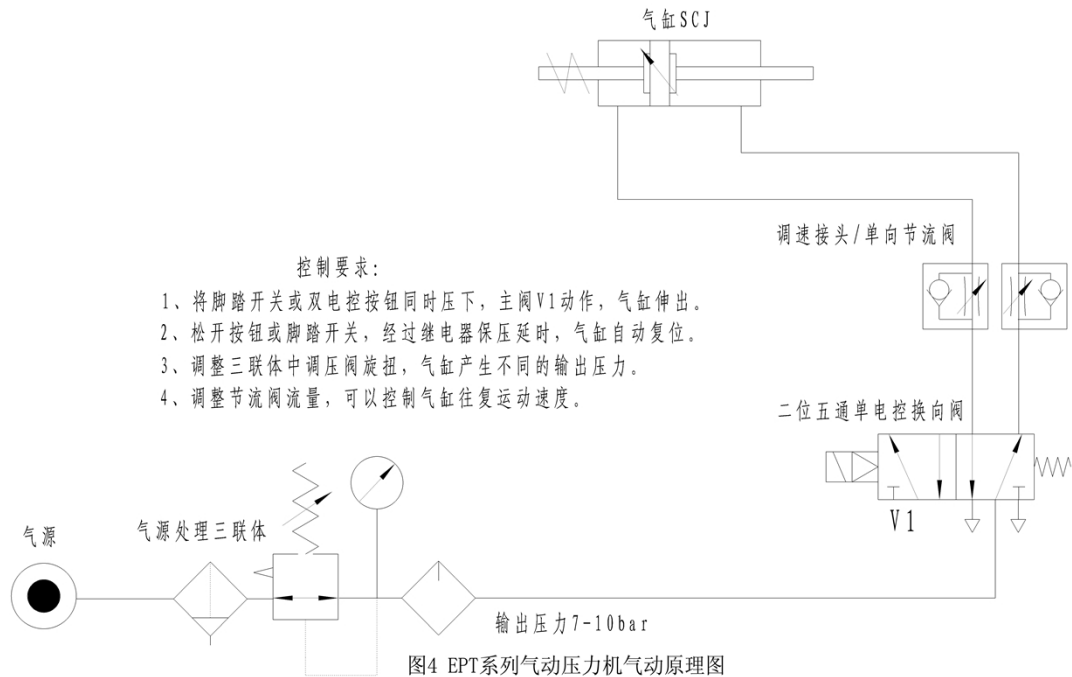 气缸SCJ
调速接头/单向节流阀
控制要求:
1、将脚踏开关或双电控按钮同时压下，主阀V1动作，气缸伸出。
2、松开按钮或脚踏开关，经过继电器保压延时，气缸自动复位。
3、调整三联体中调压阀旋扭，气缸产生不同的输出压力。
4、调整节流阀流量，可以控制气缸往复运动速度。
二位五通单电控换向阀
V1
气源
气源处理三联体
输出压力7-10bar
图4 EPT系列气动压力机气动原理图